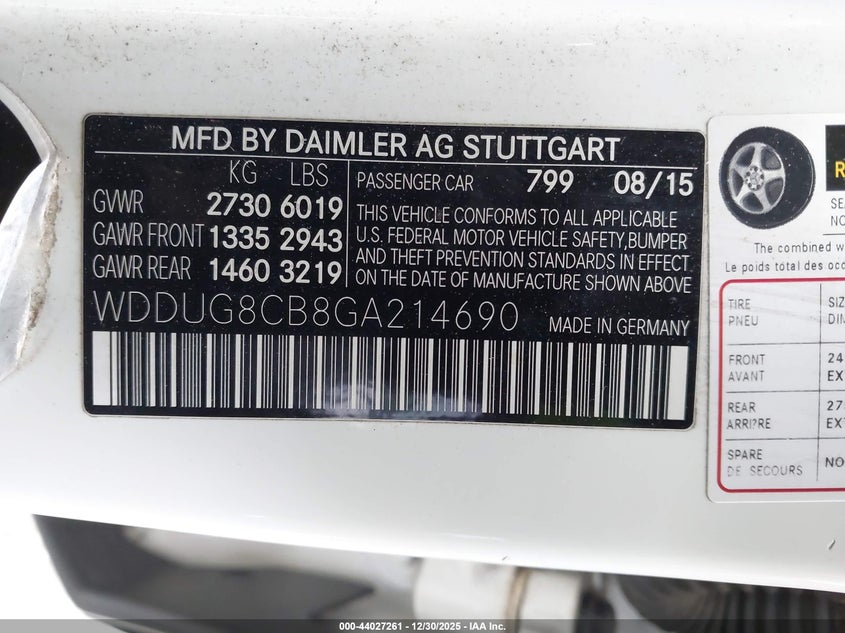 MFD BY DAIMLER AG STUTTGART
KG LBS
GVWR 2730 6019
GAWR FRONT 1335 2943
GAWR REAR 1460 3219
PASSENGER CAR 799 08/15
THIS VEHICLE CONFORMS TO ALL APPLICABLE
U.S. FEDERAL MOTOR VEHICLE SAFETY,BUMPER
AND THEFT PREVENTION STANDARDS IN EFFECT
ON THE DATE OF MANUFACTURE SHOWN ABOVE
WDDUG8CB8GA214690
MADE IN GERMANY
The combined
Le poids total des
TIRE
PNEU
FRONT
AVANT
REAR
ARRI?RE
SPARE
DE SECOURS
000-44027261 - 12/30/2025 - IAA Inc.